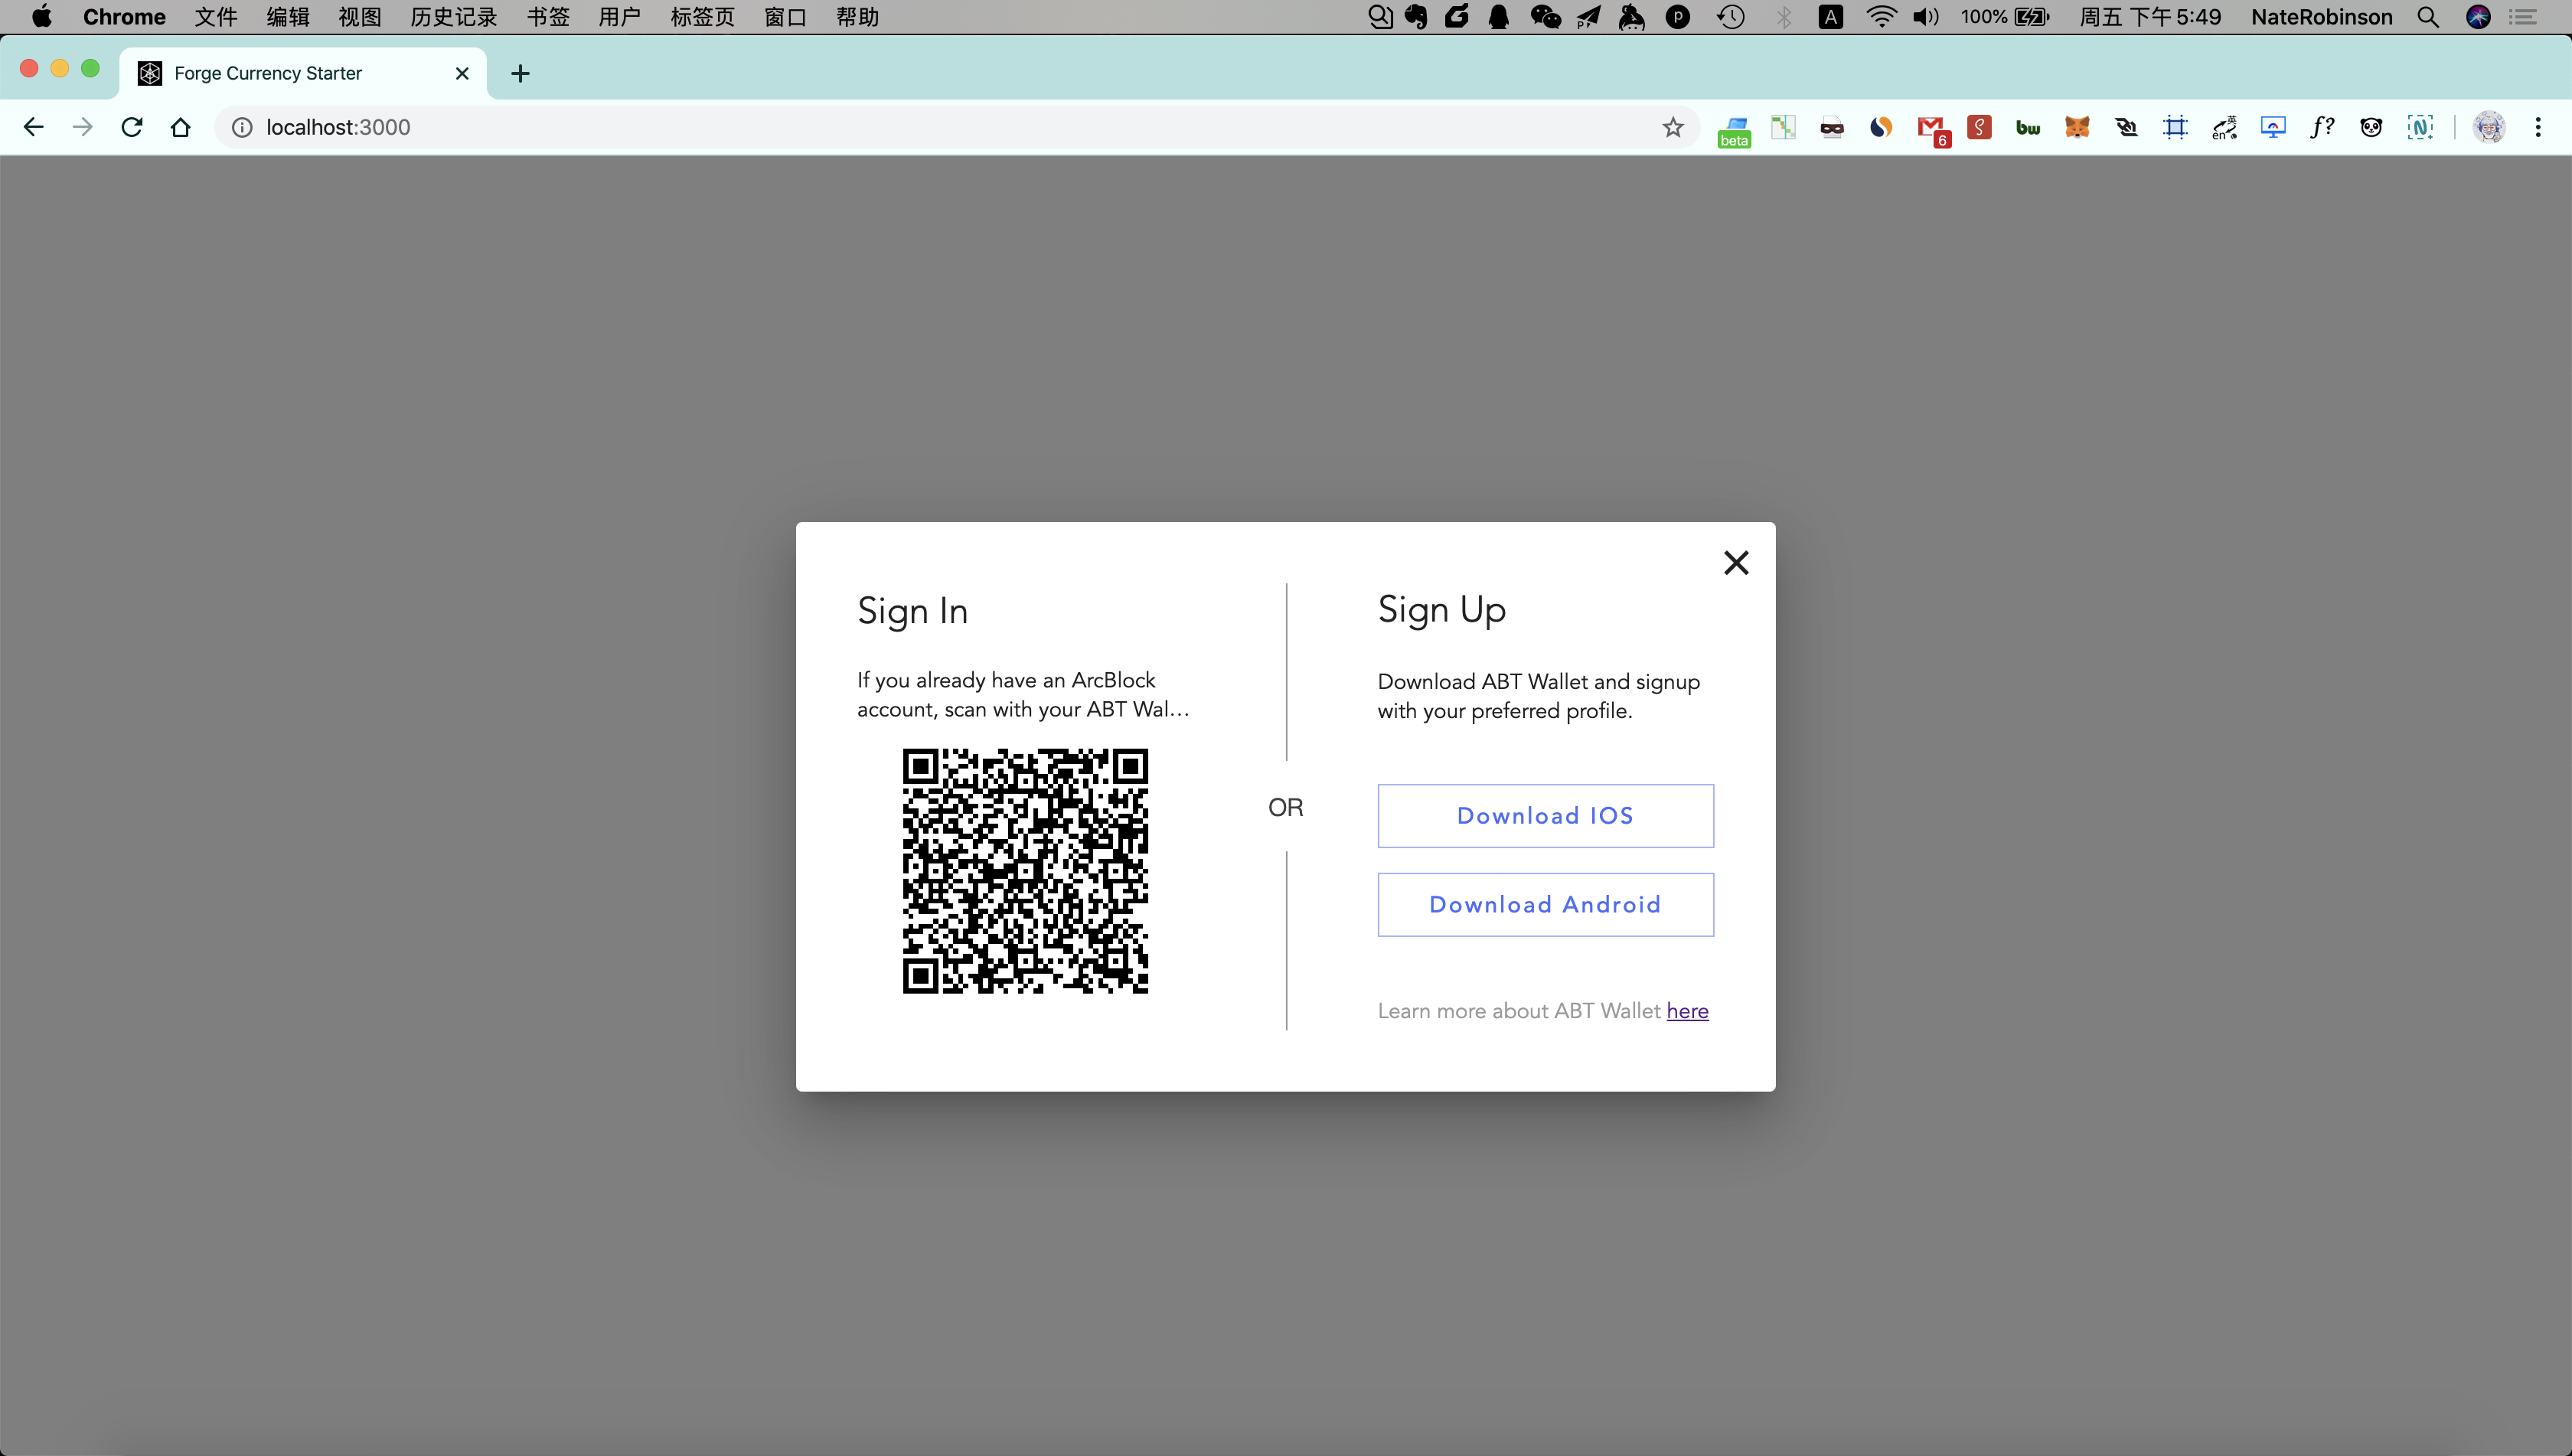 Chrome 文件 编辑 视图 历史记录 书签 用户 标签页 窗口 帮助 A 100% 周五 下午 5:49 NateRobinson
Forge Currency Starter
localhost:3000
beta
6
bw
en 英
f?
Sign In
If you already have an ArcBlock
account, scan with your ABT Wal...
OR
Sign Up
Download ABT Wallet and signup
with your preferred profile.
Download IOS
Download Android
Learn more about ABT Wallet here